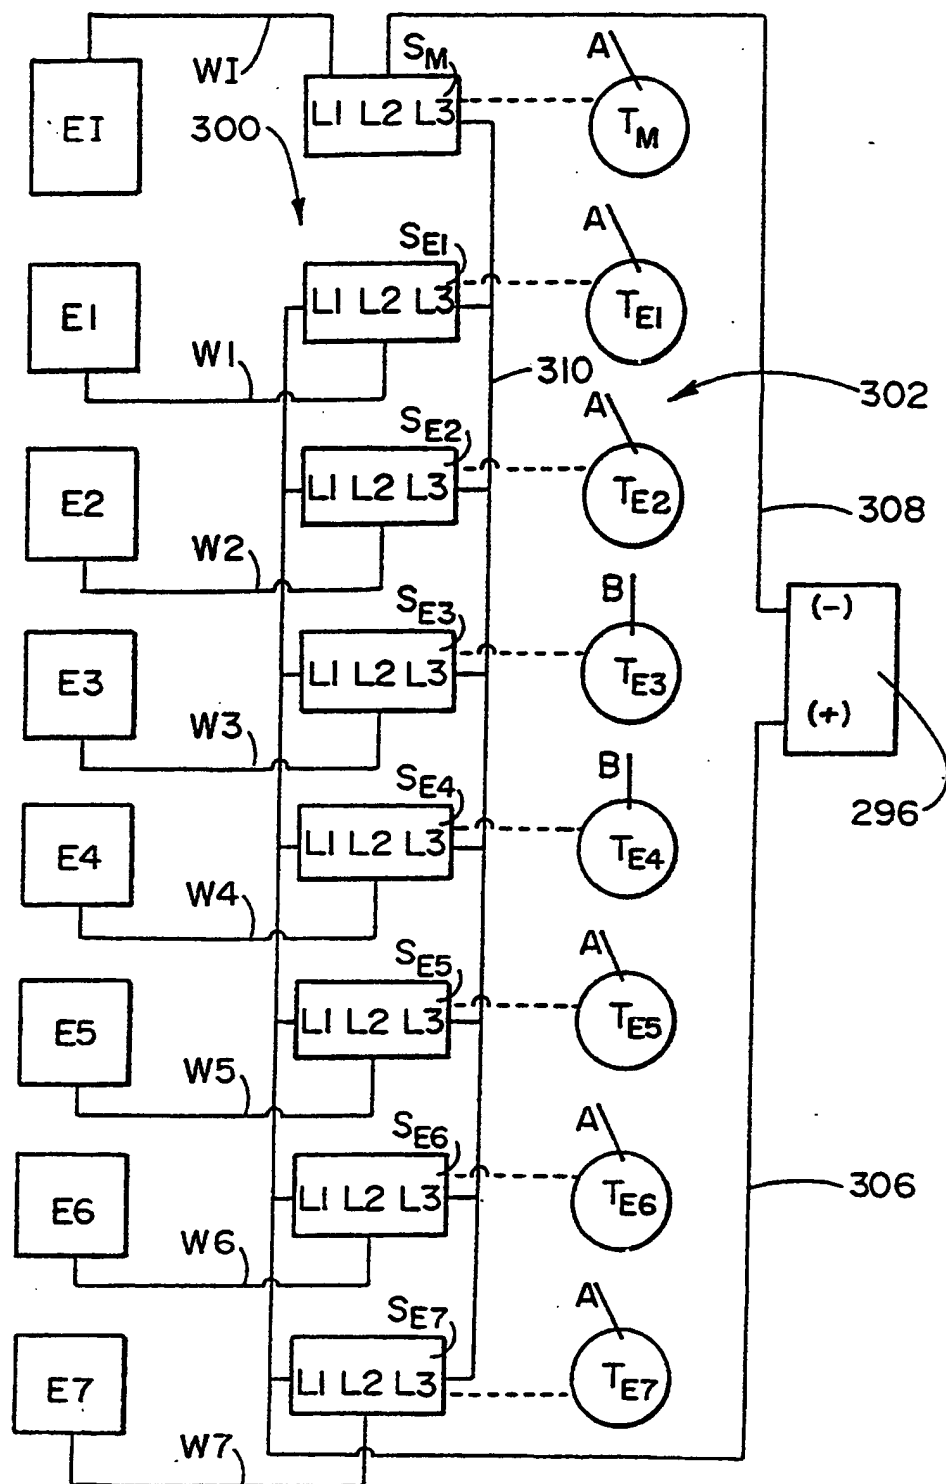 WI
S_M
A
EI
L1 L2 L3
T_M
300
A
S_E1
E1
L1 L2 L3
T_E1
W1
310
302
A
S_E2
E2
L1 L2 L3
T_E2
308
W2
B
S_E3
(-)
E3
L1 L2 L3
T_E3
W3
(+)
B
S_E4
296
E4
L1 L2 L3
T_E4
W4
A
S_E5
E5
L1 L2 L3
T_E5
W5
A
S_E6
306
E6
L1 L2 L3
T_E6
W6
A
S_E7
E7
L1 L2 L3
T_E7
W7